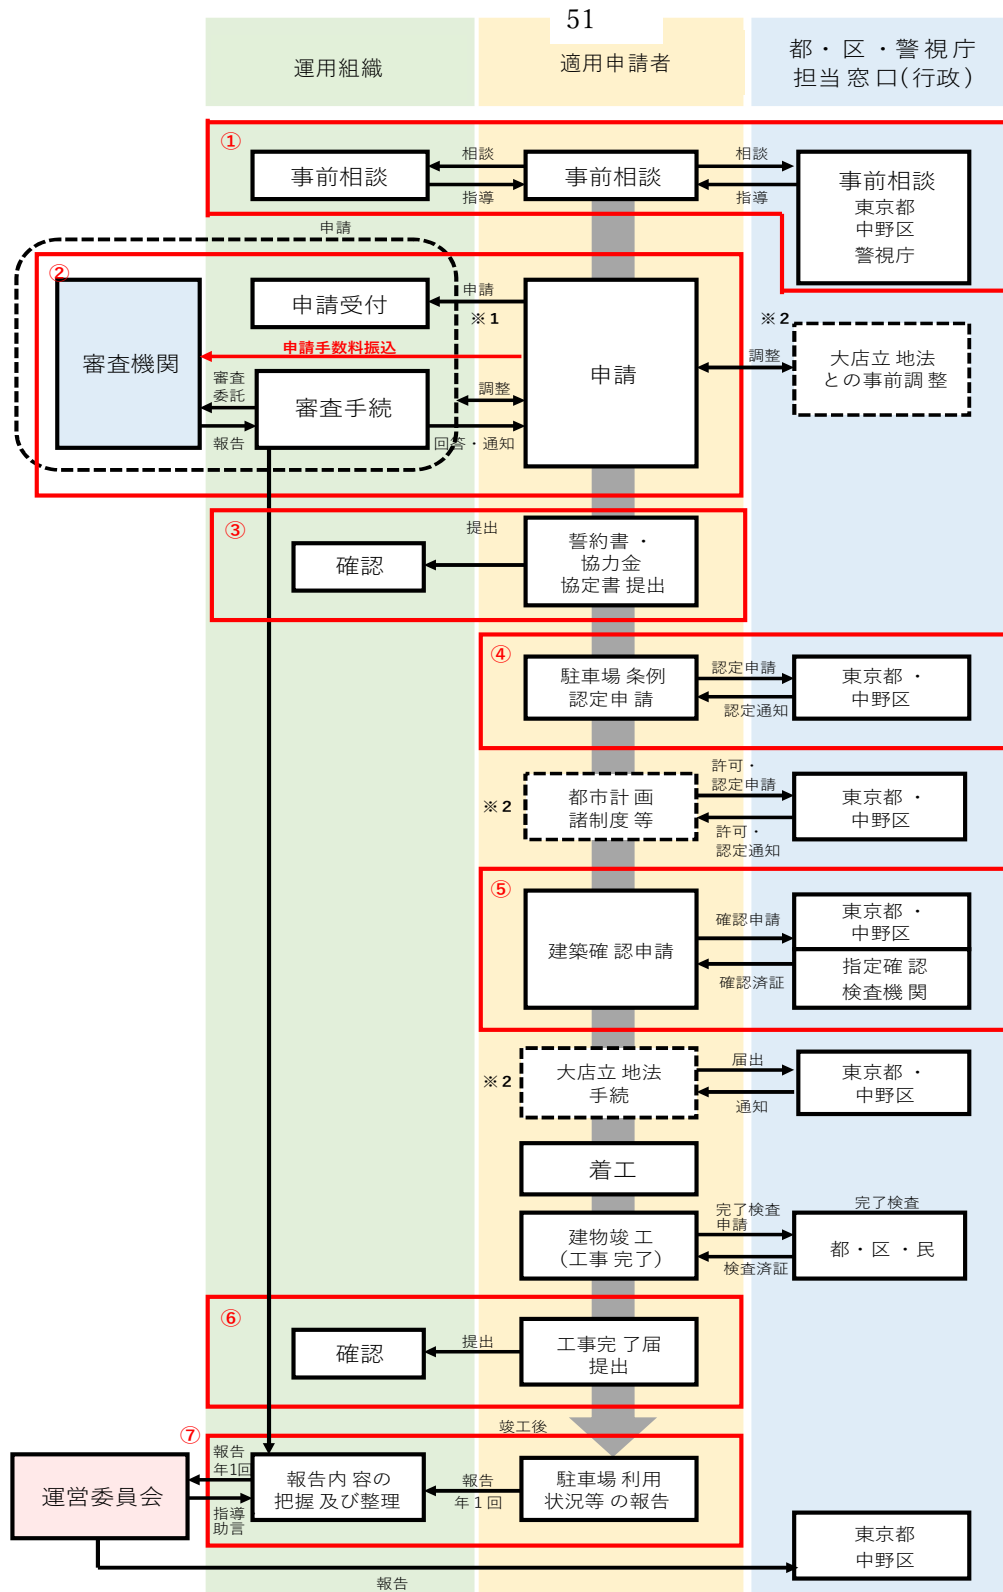 51
運用組織
適用申請者
都・区・警視庁
担当窓口(行政)
①
事前相談
相談
指導
事前相談
相談
指導
事前相談
東京都
中野区
警視庁
申請
②
審査機関
申請受付
申請
※1
申請手数料振込
審査
委託
報告
審査手続
調整
回答・通知
申請
調整
※2
大店立地法
との事前調整
③
確認
提出
誓約書・
協力金
協定書提出
④
駐車場条例
認定申請
認定申請
認定通知
東京都・
中野区
※2
都市計画
諸制度等
許可・
認定申請
許可・
認定通知
東京都・
中野区
⑤
建築確認申請
確認申請
確認済証
東京都・
中野区
指定確認
検査機関
※2
大店立地法
手続
届出
通知
東京都・
中野区
着工
建物竣工
(工事完了)
完了検査
申請
検査済証
完了検査
都・区・民
⑥
確認
提出
工事完了届
提出
竣工後
⑦
運営委員会
報告
年1回
指導
助言
報告内容の
把握及び整理
報告
年1回
駐車場利用
状況等の報告
東京都
中野区
報告